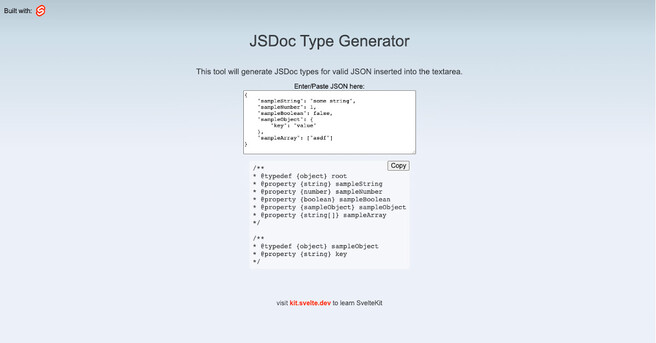 Built with:
JSDoc Type Generator
This tool will generate JSDoc types for valid JSON inserted into the textarea.
Enter/Paste JSON here:
{
    "sampleString": "some string",
    "sampleNumber": 1,
    "sampleBoolean": false,
    "sampleObject": {
        "key": "value"
    },
    "sampleArray": ["asdf"]
}
Copy
/**
* @typedef {object} root
* @property {string} sampleString
* @property {number} sampleNumber
* @property {boolean} sampleBoolean
* @property {sampleObject} sampleObject
* @property {string[]} sampleArray
*/
/**
* @typedef {object} sampleObject
* @property {string} key
*/
visit kit.svelte.dev to learn SvelteKit